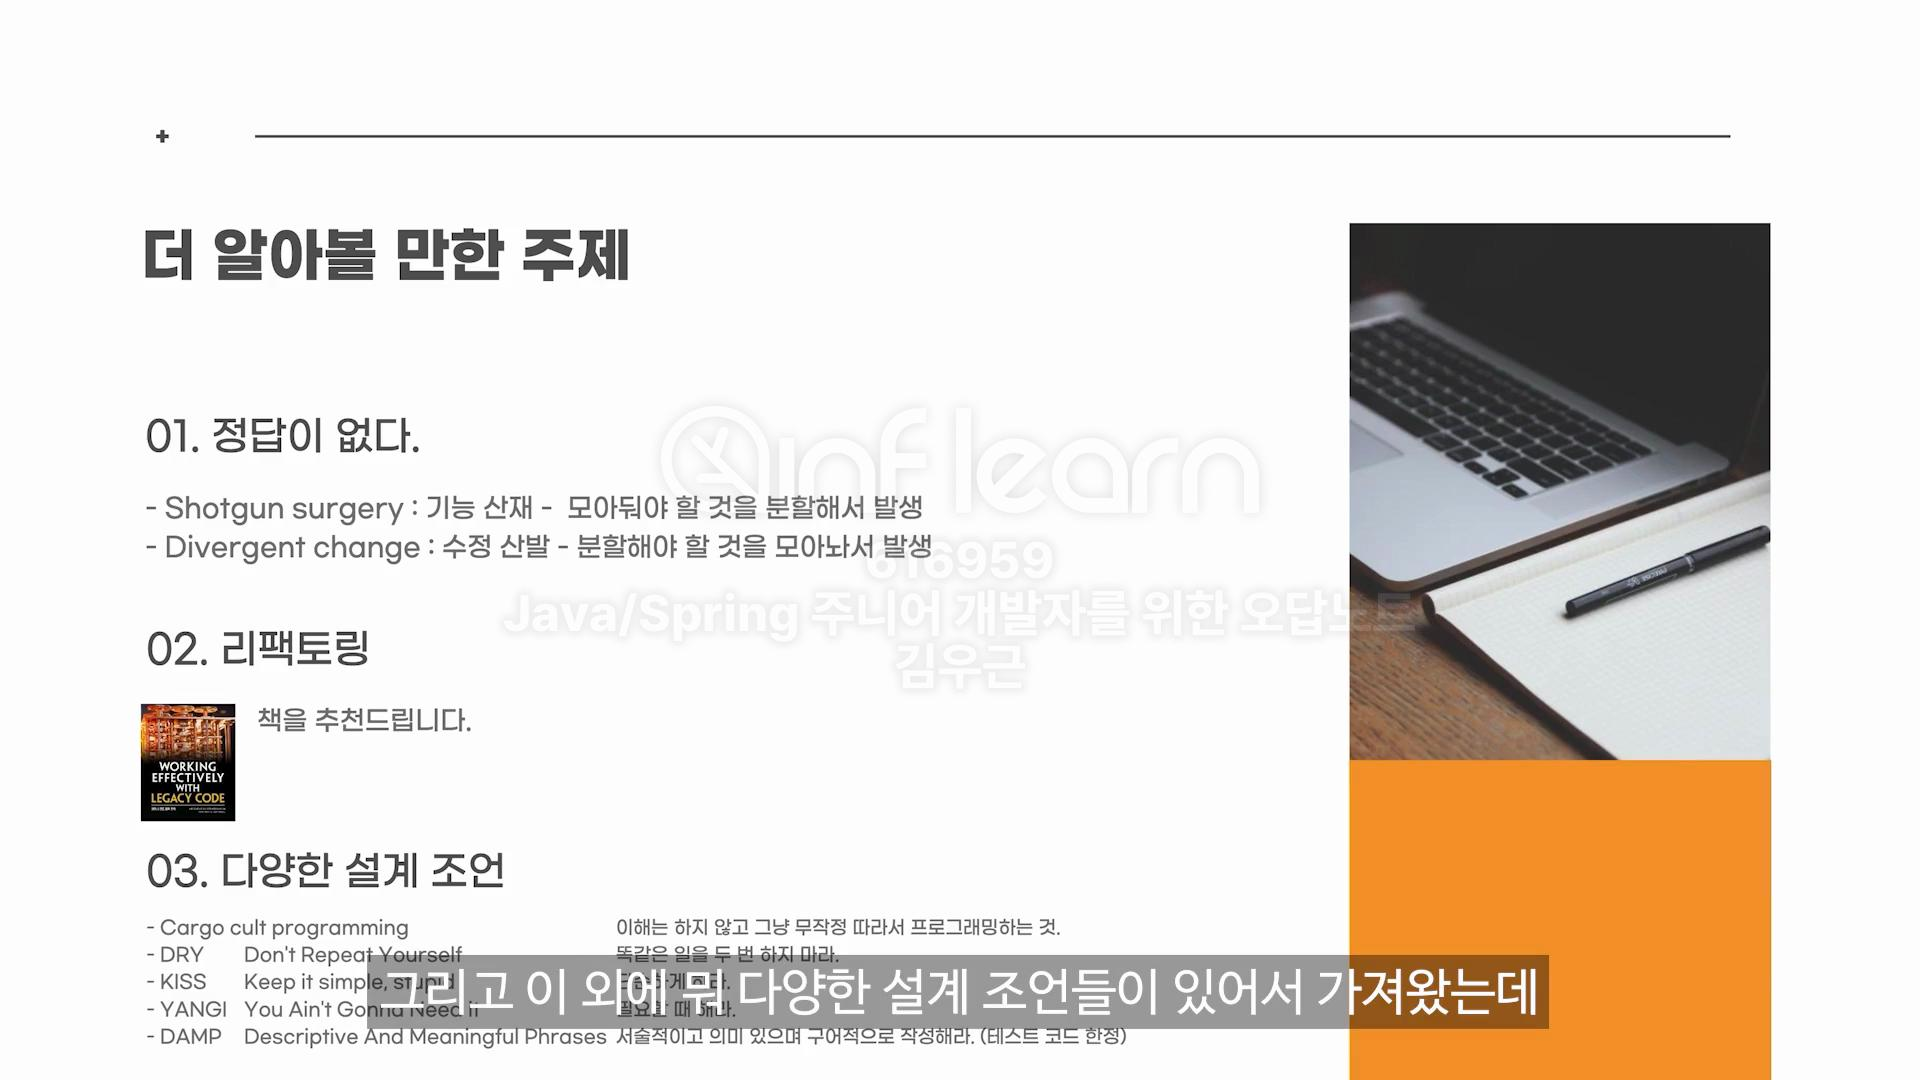 더 알아볼 만한 주제
01. 정답이 없다.
- Shotgun surgery : 기능 산재 - 모아둬야 할 것을 분할해서 발생
- Divergent change : 수정 산발 - 분할해야 할 것을 모아놔서 발생
inflearn
616959
Java/Spring 주니어 개발자를 위한 오답노트
김우근
02. 리팩토링
책을 추천드립니다.
WORKING
EFFECTIVELY
WITH
LEGACY CODE
03. 다양한 설계 조언
- Cargo cult programming 이해는 하지 않고 그냥 무작정 따라서 프로그래밍하는 것.
- DRY Don't Repeat Yourself 똑같은 일을 두 번 하지 마라.
- KISS Keep it simple, stupid 해라.
- YANGI You Ain't Gonna Need it 필요할 때 해라.
- DAMP Descriptive And Meaningful Phrases 서술적이고 의미 있으며 구어적으로 작성해라. (테스트 코드 한정)
그리고 이 외에 뭐 다양한 설계 조언들이 있어서 가져왔는데